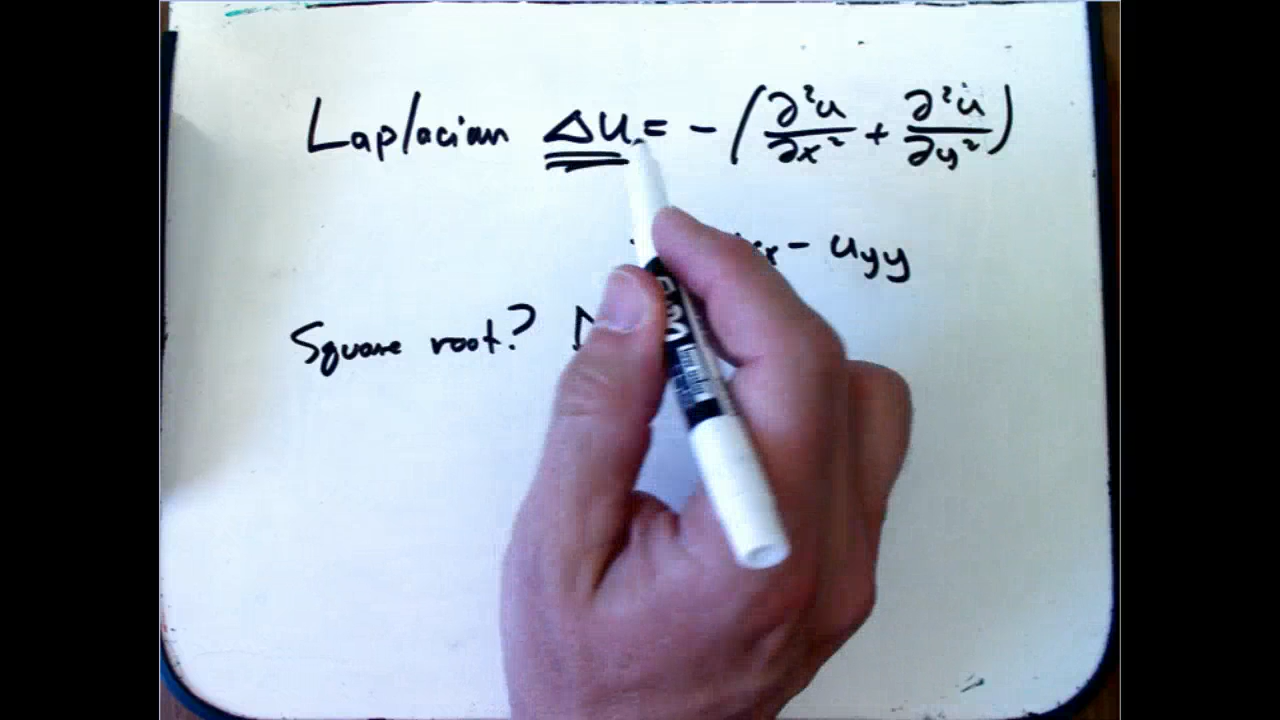 Laplacian Δu = - (∂²u/∂x² + ∂²u/∂y²)
- uyy
Square root?